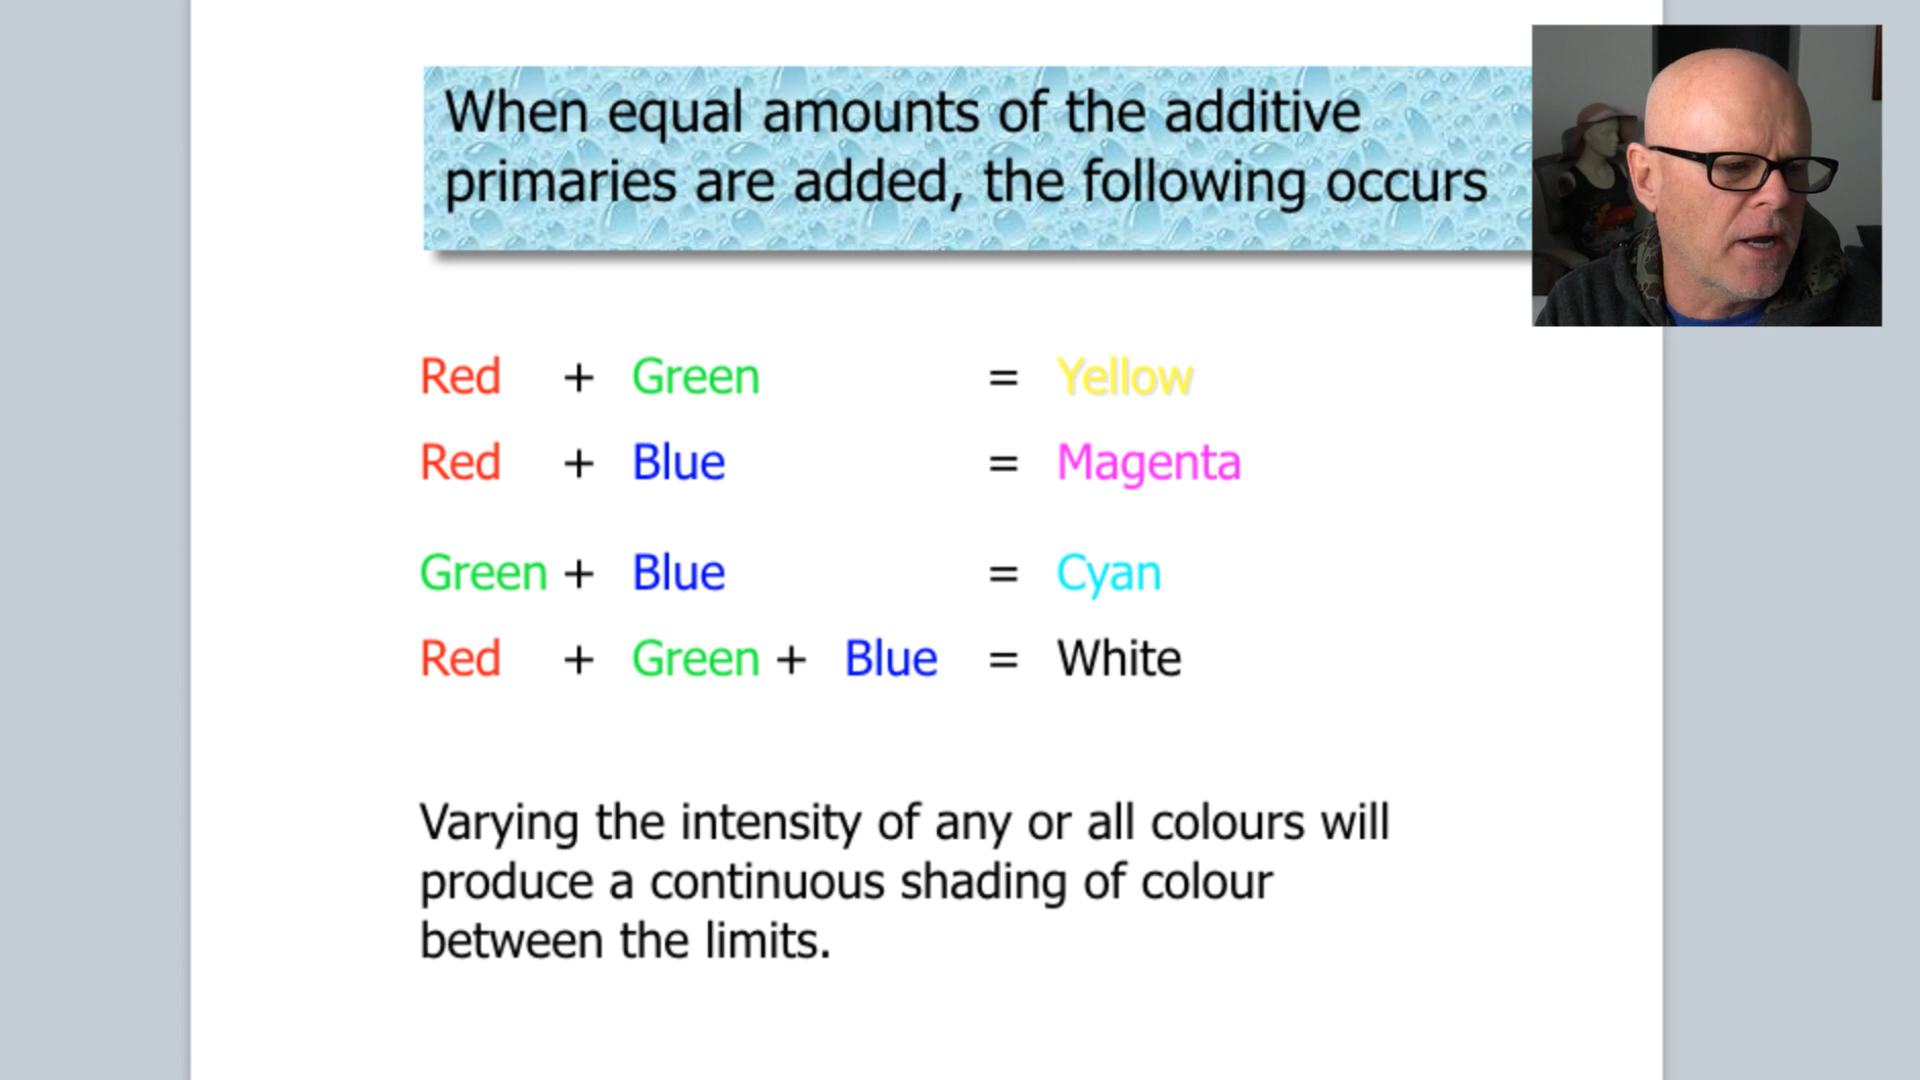 When equal amounts of the additive
primaries are added, the following occurs
Red + Green = Yellow
Red + Blue = Magenta
Green + Blue = Cyan
Red + Green + Blue = White
Varying the intensity of any or all colours will
produce a continuous shading of colour
between the limits.